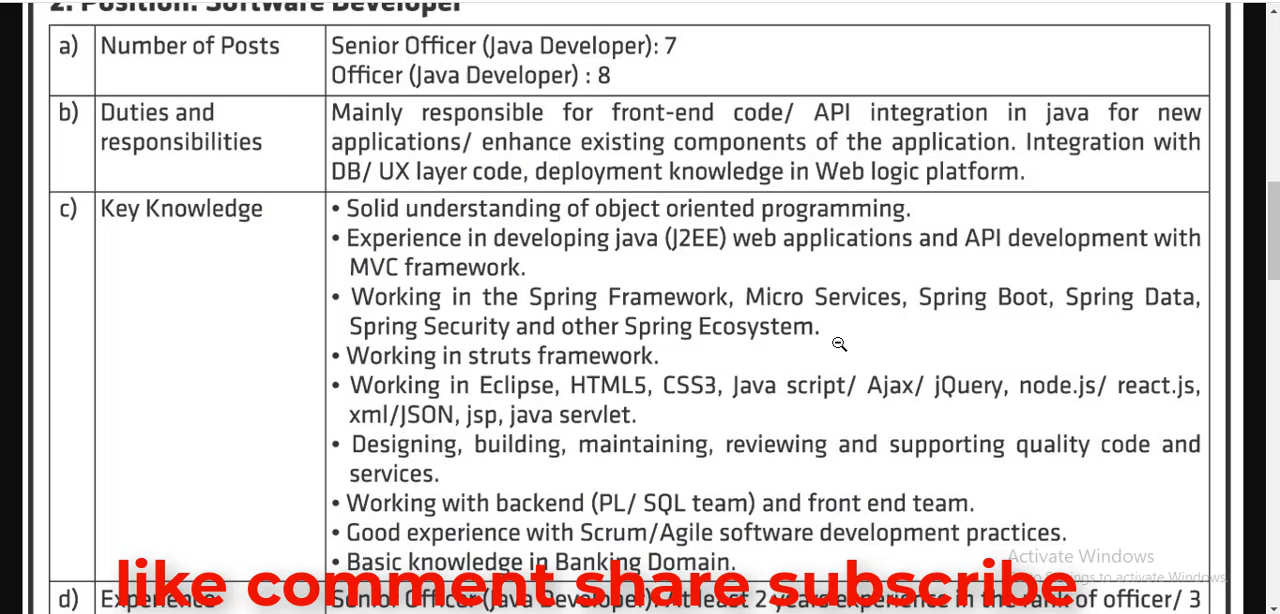 2. Position: Software Developer
a) Number of Posts
Senior Officer (Java Developer): 7
Officer (Java Developer) : 8
b) Duties and responsibilities
Mainly responsible for front-end code/ API integration in java for new
applications/ enhance existing components of the application. Integration with
DB/ UX layer code, deployment knowledge in Web logic platform.
c) Key Knowledge
• Solid understanding of object oriented programming.
• Experience in developing java (J2EE) web applications and API development with
MVC framework.
• Working in the Spring Framework, Micro Services, Spring Boot, Spring Data,
Spring Security and other Spring Ecosystem.
• Working in struts framework.
• Working in Eclipse, HTML5, CSS3, Java script/ Ajax/ jQuery, node.js/ react.js,
xml/JSON, jsp, java servlet.
• Designing, building, maintaining, reviewing and supporting quality code and
services.
• Working with backend (PL/ SQL team) and front end team.
• Good experience with Scrum/Agile software development practices.
• Basic knowledge in Banking Domain.
d) Experience
Senior Officer (Java Developer): At least 2 years experience in the rank of officer/ 3
like comment share subscribe
Activate Windows
to activate Windows.